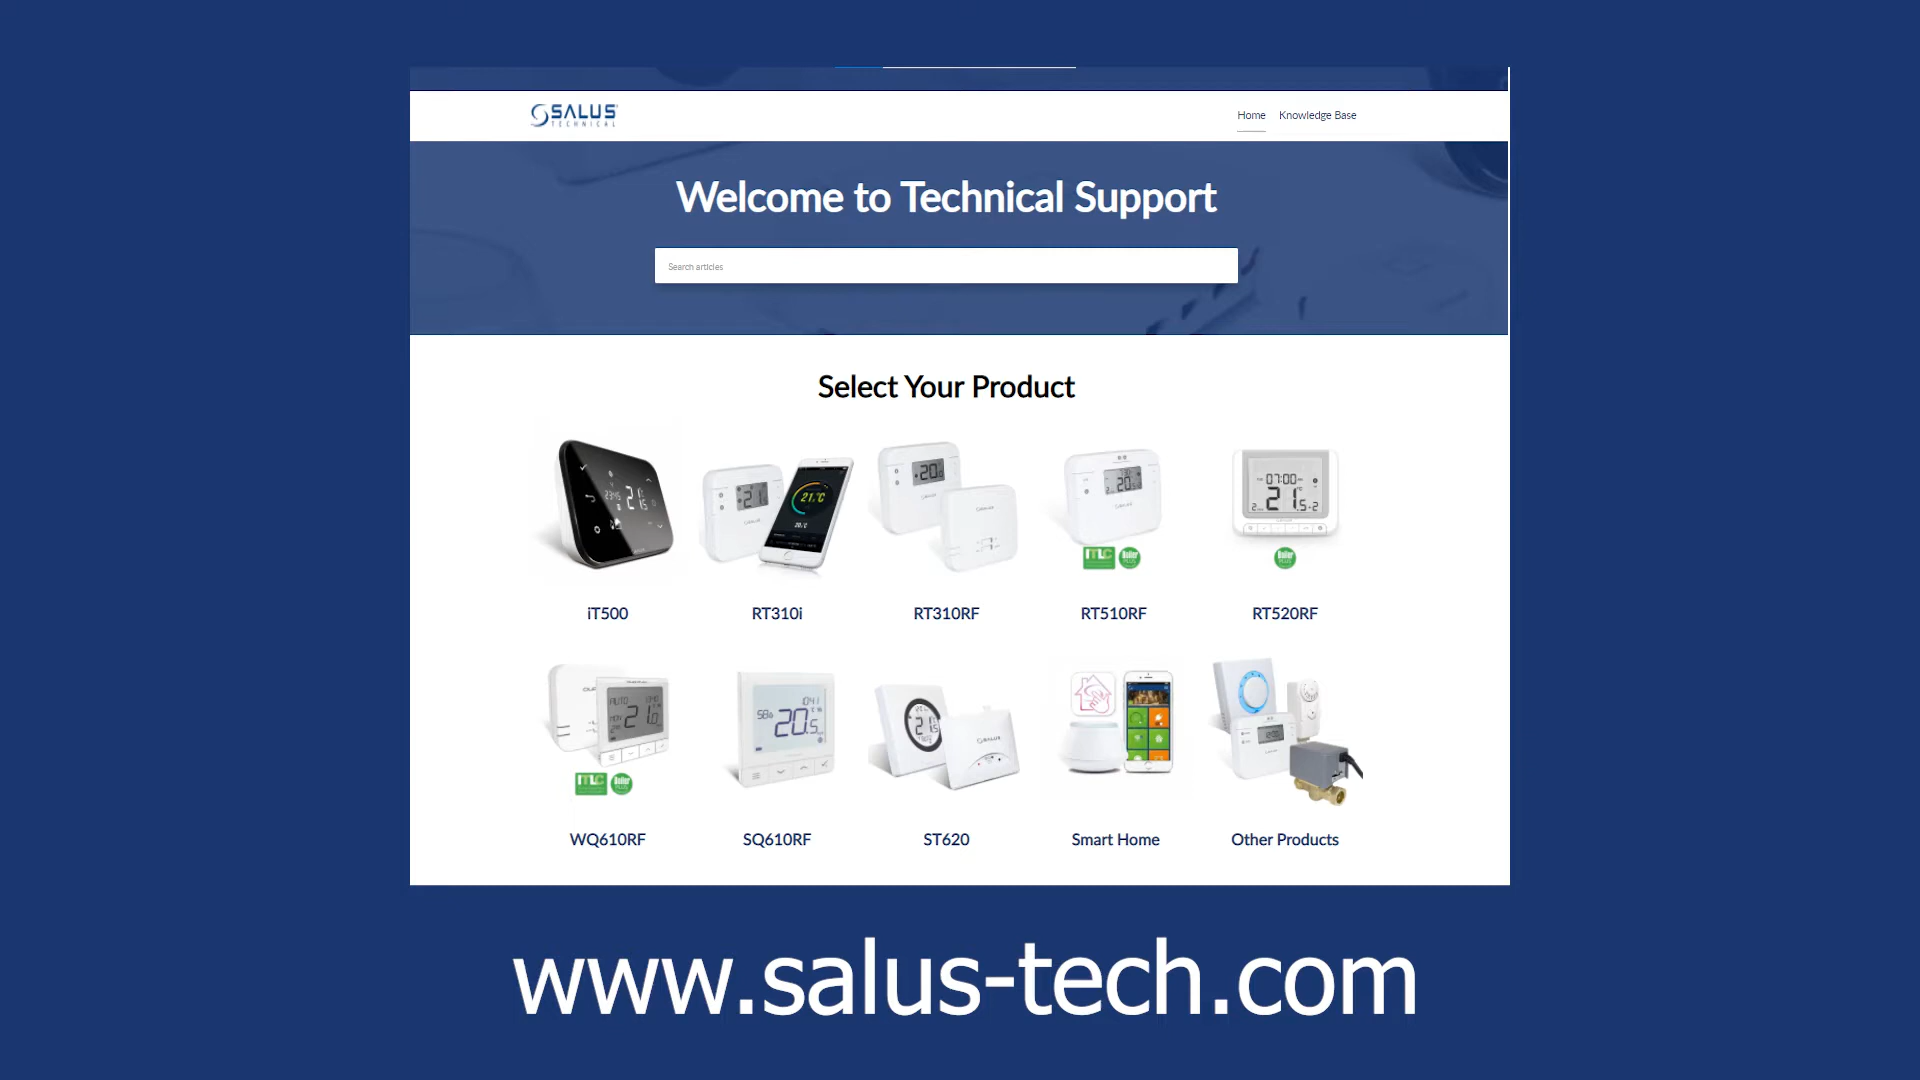 SALUS
TECHNICAL
Home Knowledge Base
Welcome to Technical Support
Search articles
Select Your Product
iT500 RT310i RT310RF RT510RF RT520RF
WQ610RF SQ610RF ST620 Smart Home Other Products
www.salus-tech.com